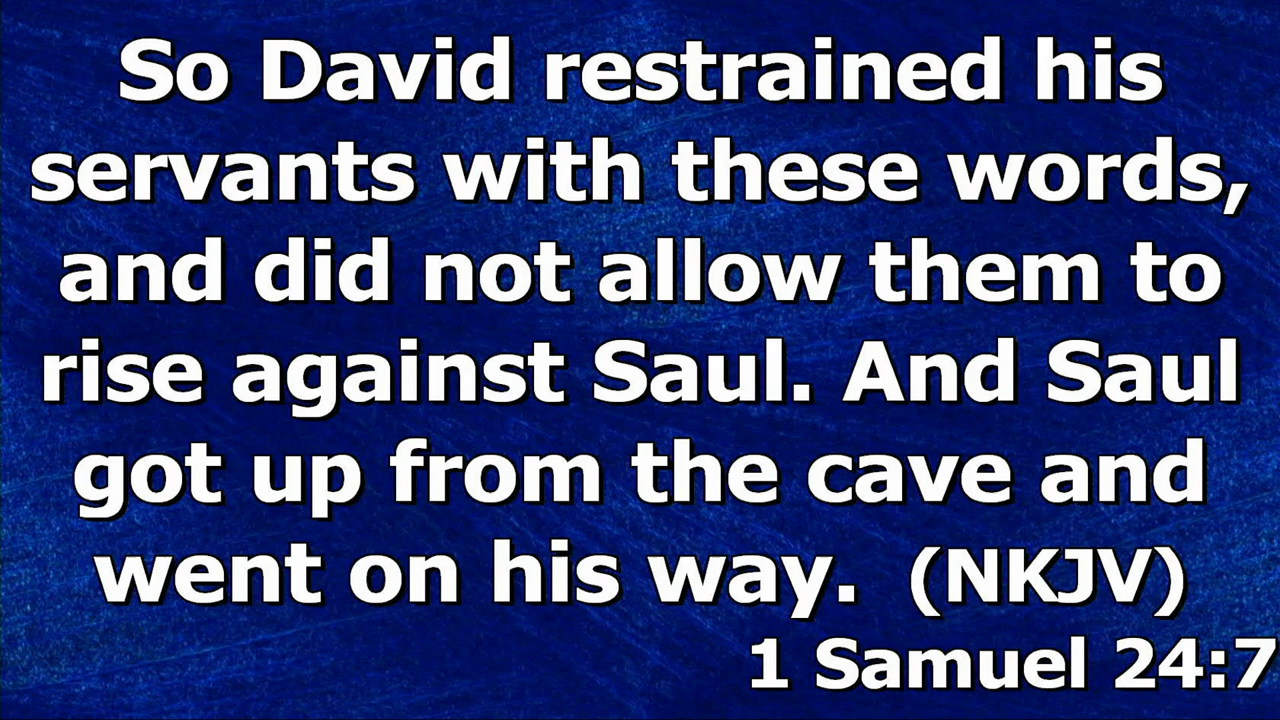 So David restrained his
servants with these words,
and did not allow them to
rise against Saul. And Saul
got up from the cave and
went on his way. (NKJV)
1 Samuel 24:7